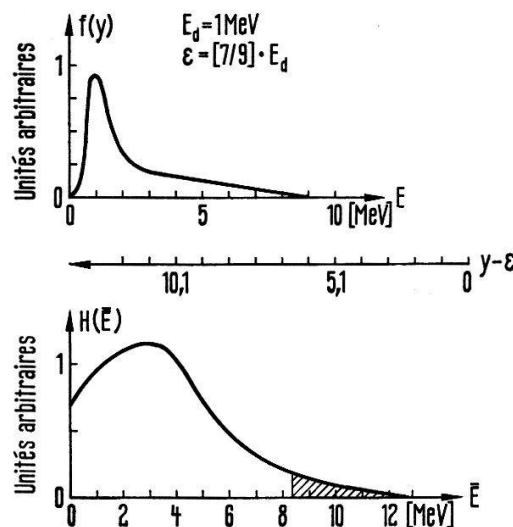 f(y)
E_d=1MeV
ε=[7/9]·E_d
Unités arbitraires
1
0
0 5 10 [MeV] E
10,1 5,1 0 y-ε
H(Ē)
Unités arbitraires
1
0
0 2 4 6 8 10 12 [MeV] Ē